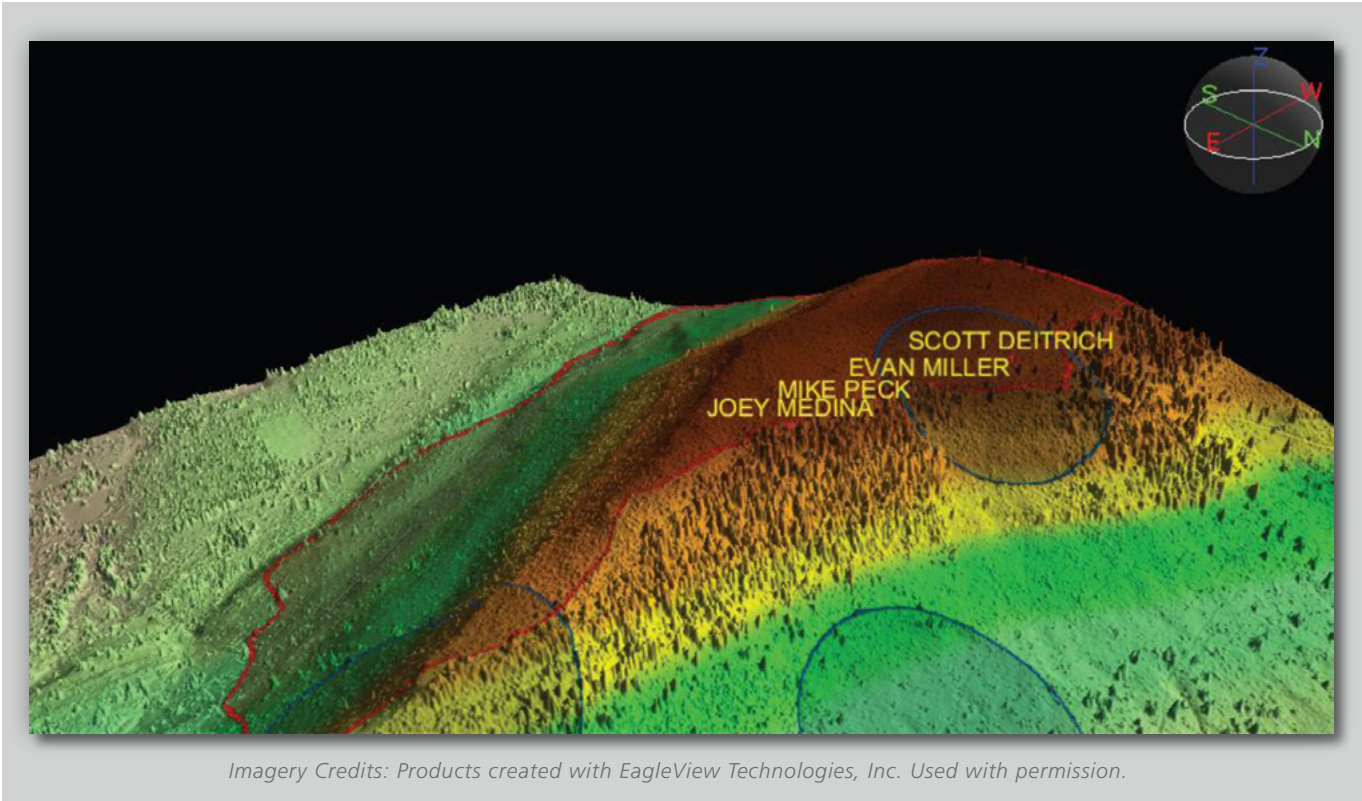 Z
S
W
E
N
SCOTT DEITRICH
EVAN MILLER
MIKE PECK
JOEY MEDINA
Imagery Credits: Products created with EagleView Technologies, Inc. Used with permission.